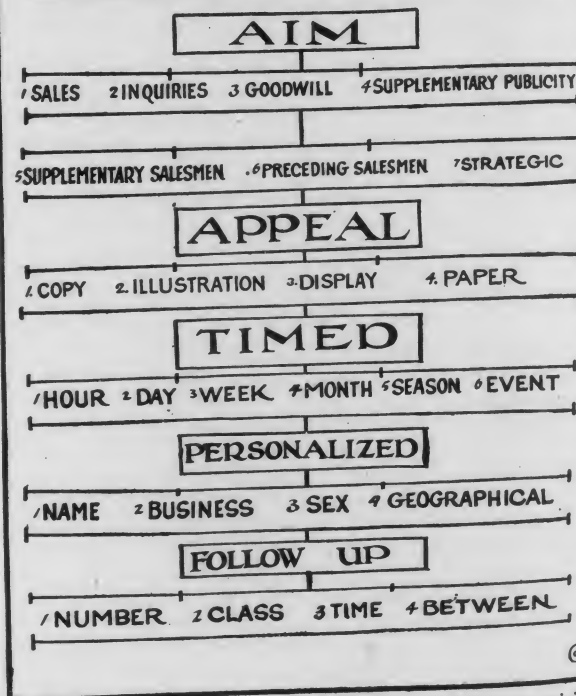 AIM
1 SALES 2 INQUIRIES 3 GOODWILL 4 SUPPLEMENTARY PUBLICITY
5 SUPPLEMENTARY SALESMEN . 6 PRECEDING SALESMEN 7 STRATEGIC
APPEAL
1. COPY 2. ILLUSTRATION 3. DISPLAY 4. PAPER
TIMED
1 HOUR 2 DAY 3 WEEK 4 MONTH 5 SEASON 6 EVENT
PERSONALIZED
1 NAME 2 BUSINESS 3 SEX 4 GEOGRAPHICAL
FOLLOW UP
1 NUMBER 2 CLASS 3 TIME 4 BETWEEN